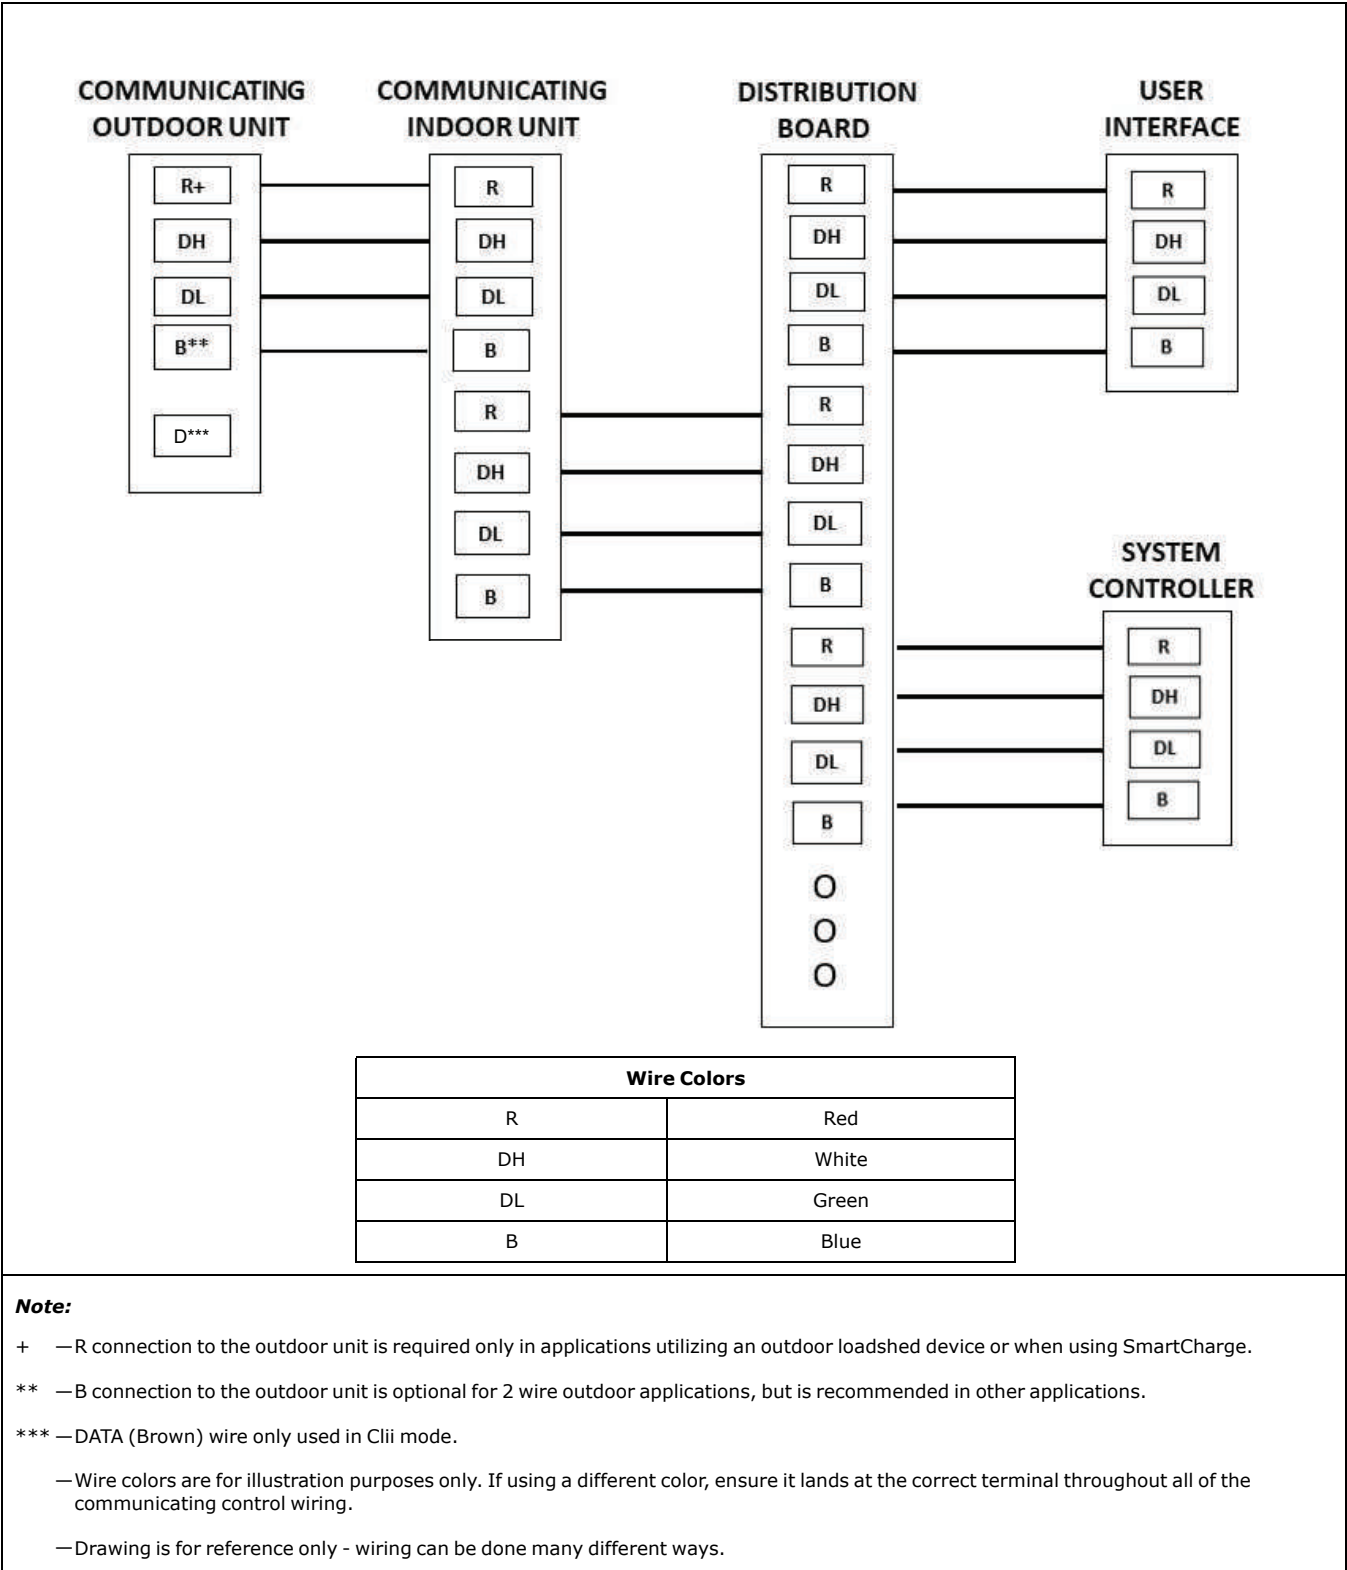 COMMUNICATING
OUTDOOR UNIT
R+
DH
DL
B**
D***
COMMUNICATING
INDOOR UNIT
R
DH
DL
B
R
DH
DL
B
DISTRIBUTION
BOARD
R
DH
DL
B
R
DH
DL
B
R
DH
DL
B
O
O
O
USER
INTERFACE
R
DH
DL
B
SYSTEM
CONTROLLER
R
DH
DL
B
Wire Colors
R Red
DH White
DL Green
B Blue
Note:
+ —R connection to the outdoor unit is required only in applications utilizing an outdoor loadshed device or when using SmartCharge.
** —B connection to the outdoor unit is optional for 2 wire outdoor applications, but is recommended in other applications.
*** —DATA (Brown) wire only used in Clii mode.
—Wire colors are for illustration purposes only. If using a different color, ensure it lands at the correct terminal throughout all of the
communicating control wiring.
—Drawing is for reference only - wiring can be done many different ways.